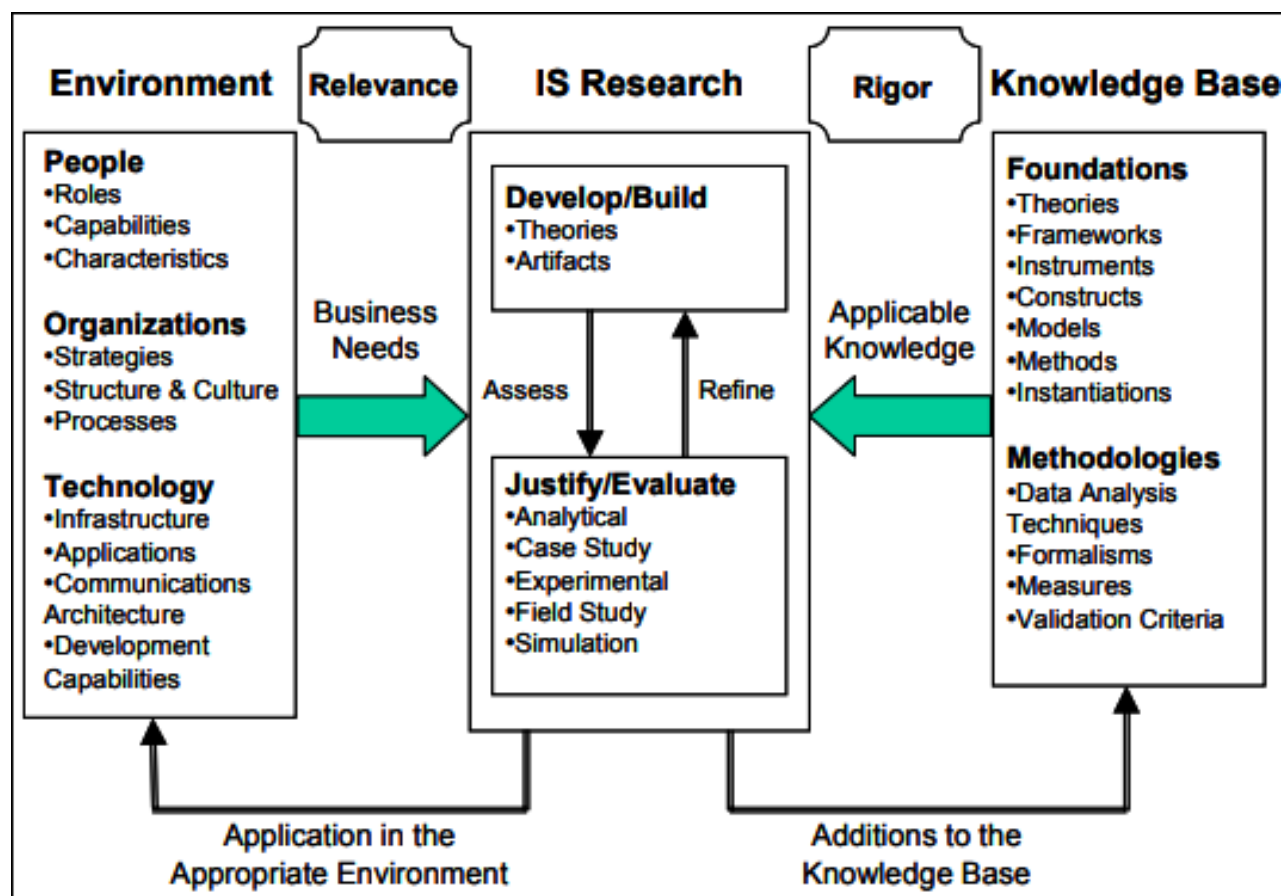 Environment
Relevance
IS Research
Rigor
Knowledge Base
People
•Roles
•Capabilities
•Characteristics
Organizations
•Strategies
•Structure & Culture
•Processes
Technology
•Infrastructure
•Applications
•Communications
Architecture
•Development
Capabilities
Business
Needs
Develop/Build
•Theories
•Artifacts
Assess
Refine
Justify/Evaluate
•Analytical
•Case Study
•Experimental
•Field Study
•Simulation
Applicable
Knowledge
Foundations
•Theories
•Frameworks
•Instruments
•Constructs
•Models
•Methods
•Instantiations
Methodologies
•Data Analysis
Techniques
•Formalisms
•Measures
•Validation Criteria
Application in the
Appropriate Environment
Additions to the
Knowledge Base